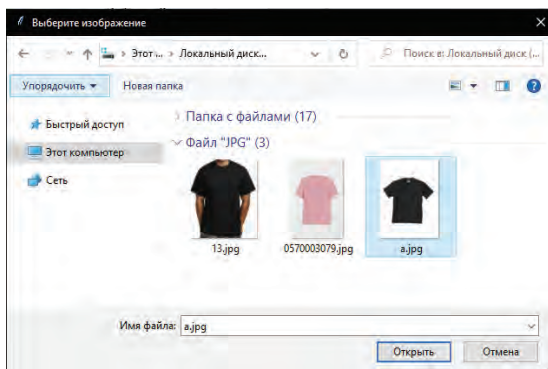 Выберите изображение
Этот ... > Локальный диск...
Поиск в: Локальный диск (...
Упорядочить
Новая папка
Быстрый доступ
Этот компьютер
Сеть
Папка с файлами (17)
Файл "JPG" (3)
13.jpg
0570003079.jpg
a.jpg
Имя файла: a.jpg
Открыть
Отмена